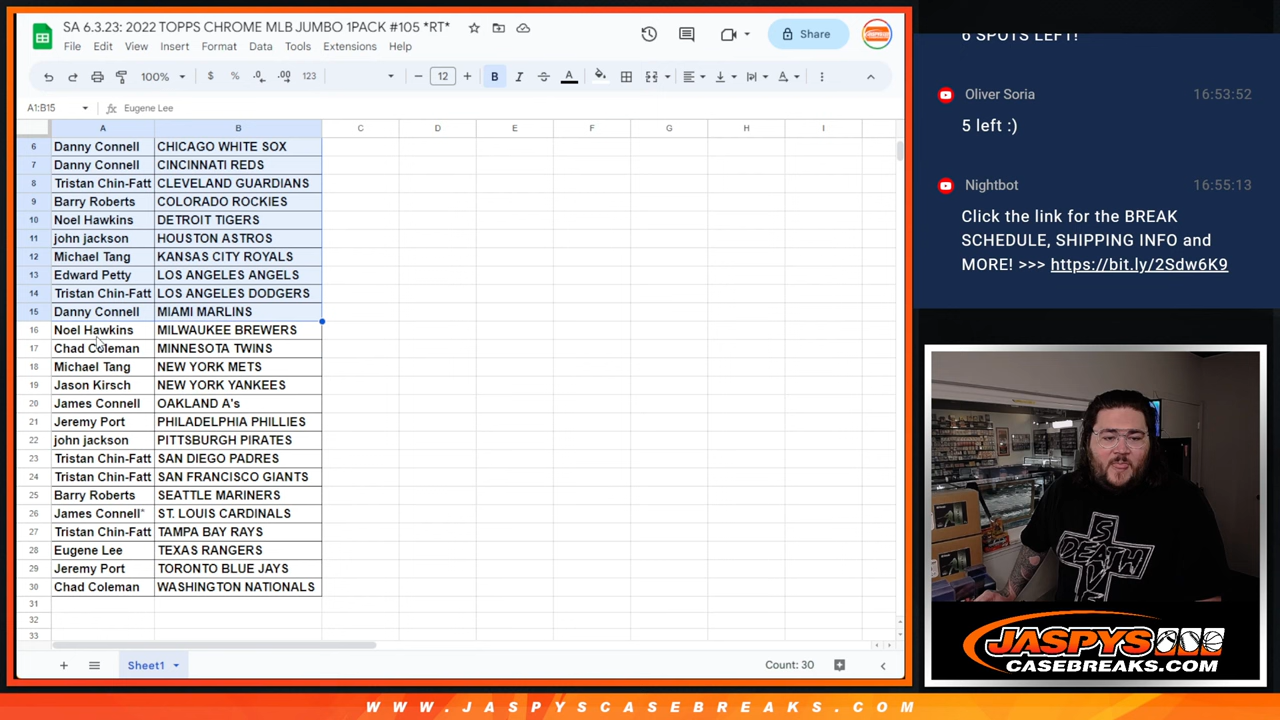 SA 6.3.23: 2022 TOPPS CHROME MLB JUMBO 1PACK #105 *RT*
File Edit View Insert Format Data Tools Extensions Help
Share
100% $ % .0 .00 123 12 B I A
A1:B15 Eugene Lee
A B C D E F G H I
6 Danny Connell CHICAGO WHITE SOX
7 Danny Connell CINCINNATI REDS
8 Tristan Chin-Fatt CLEVELAND GUARDIANS
9 Barry Roberts COLORADO ROCKIES
10 Noel Hawkins DETROIT TIGERS
11 john jackson HOUSTON ASTROS
12 Michael Tang KANSAS CITY ROYALS
13 Edward Petty LOS ANGELES ANGELS
14 Tristan Chin-Fatt LOS ANGELES DODGERS
15 Danny Connell MIAMI MARLINS
16 Noel Hawkins MILWAUKEE BREWERS
17 Chad Coleman MINNESOTA TWINS
18 Michael Tang NEW YORK METS
19 Jason Kirsch NEW YORK YANKEES
20 James Connell OAKLAND A's
21 Jeremy Port PHILADELPHIA PHILLIES
22 john jackson PITTSBURGH PIRATES
23 Tristan Chin-Fatt SAN DIEGO PADRES
24 Tristan Chin-Fatt SAN FRANCISCO GIANTS
25 Barry Roberts SEATTLE MARINERS
26 James Connell* ST. LOUIS CARDINALS
27 Tristan Chin-Fatt TAMPA BAY RAYS
28 Eugene Lee TEXAS RANGERS
29 Jeremy Port TORONTO BLUE JAYS
30 Chad Coleman WASHINGTON NATIONALS
31
32
33
Sheet1
Count: 30
6 SPOTS LEFT!
Oliver Soria 16:53:52
5 left :)
Nightbot 16:55:13
Click the link for the BREAK
SCHEDULE, SHIPPING INFO and
MORE! >>> https://bit.ly/2Sdw6K9
DEATH
SAVE
JASPYS
CASEBREAKS.COM
WWW.JASPYSCASEBREAKS.COM